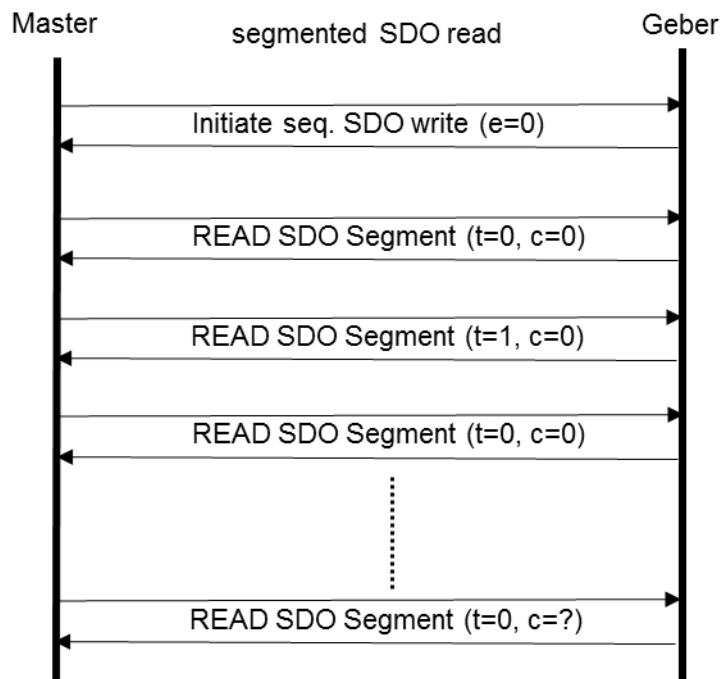 Master
segmented SDO read
Geber
Initiate seq. SDO write (e=0)
READ SDO Segment (t=0, c=0)
READ SDO Segment (t=1, c=0)
READ SDO Segment (t=0, c=0)
READ SDO Segment (t=0, c=?)